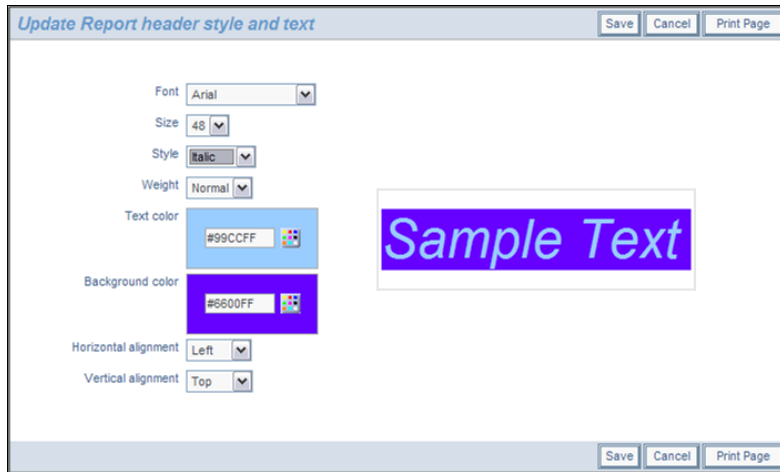 Update Report header style and text Save Cancel Print Page
Font Arial
Size 48
Style Italic
Weight Normal
Text color
#99CCFF
Background color
#6600FF
Sample Text
Horizontal alignment Left
Vertical alignment Top
Save Cancel Print Page